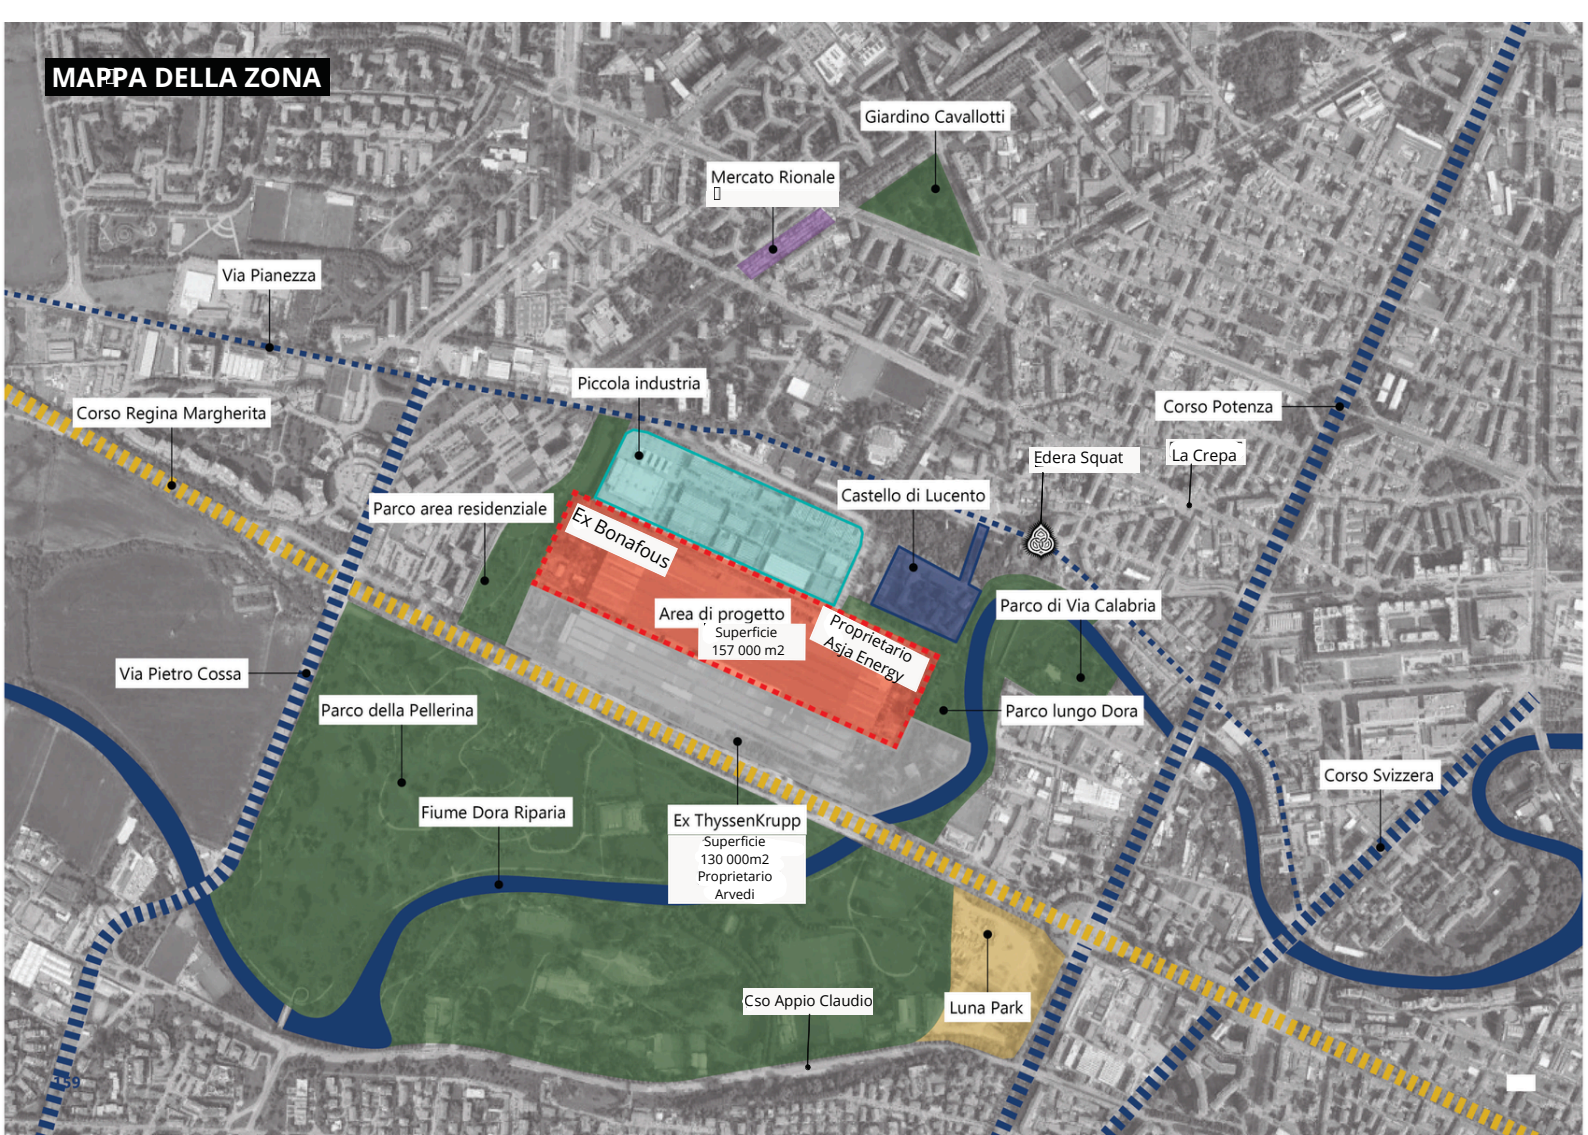 MAPPA DELLA ZONA
Giardino Cavallotti
Mercato Rionale
Via Pianezza
Piccola industria
Corso Regina Margherita
Corso Potenza
Edera Squat
La Crepa
Castello di Lucento
Parco area residenziale
Ex Bonafous
Area di progetto
Superficie
157 000 m2
Proprietario
Asja Energy
Parco di Via Calabria
Via Pietro Cossa
Parco della Pellerina
Parco lungo Dora
Corso Svizzera
Fiume Dora Riparia
Ex ThyssenKrupp
Superficie
130 000m2
Proprietario
Arvedi
Cso Appio Claudio
Luna Park
159